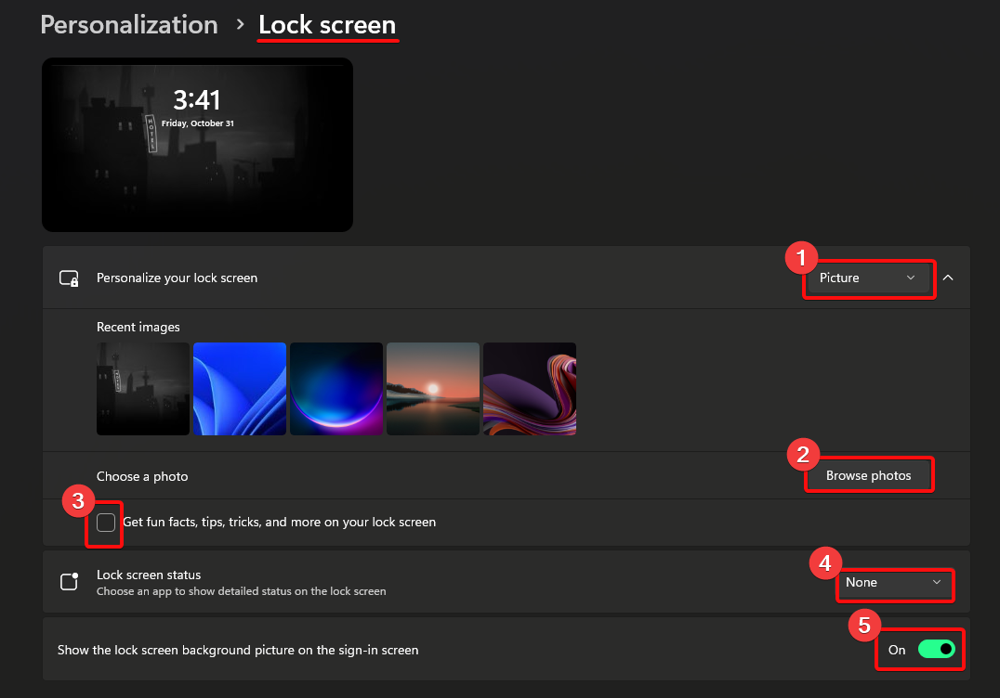 Personalization > Lock screen
3:41
Friday, October 31
HOTEL
1
Personalize your lock screen
Picture
Recent images
2
Choose a photo
Browse photos
3
Get fun facts, tips, tricks, and more on your lock screen
4
Lock screen status
None
Choose an app to show detailed status on the lock screen
5
Show the lock screen background picture on the sign-in screen
On